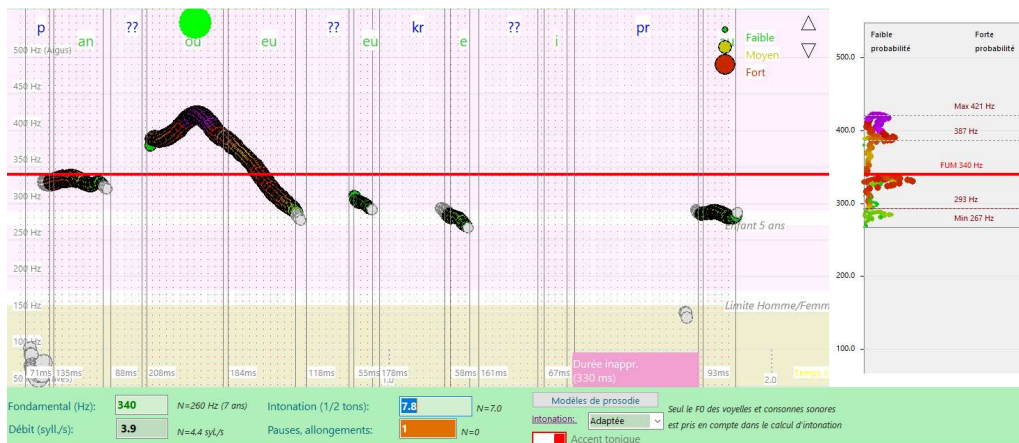 p ?? ?? kr ?? pr
an ou eu eu e i
500 Hz (Aigus)
Faible
Moyen
Fort
450 Hz
400 Hz
350 Hz
300 Hz
250 Hz
Enfant 5 ans
200 Hz
150 Hz
Limite Homme/Femm
100 Hz
Durée inappr.
(330 ms)
71ms 135ms 88ms 208ms 184ms 55ms 178ms 58ms 161ms 67ms 93ms
1.0 2.0
Faible
probabilité
Forte
probabilité
500.0
Max 421 Hz
400.0
387 Hz
FUM 340 Hz
300.0
293 Hz
Min 267 Hz
200.0
100.0
Fondamental (Hz): 340 N=260 Hz (7 ans) Intonation (1/2 tons): 7.8 N=7.0
Débit (syll./s): 3.9 N=4.4 syl./s Pauses, allongements: 1 N=0
Modèles de prosodie
Intonation: Adaptée
Seul le F0 des voyelles et consonnes sonores
est pris en compte dans le calcul d'intonation
Accent tonique